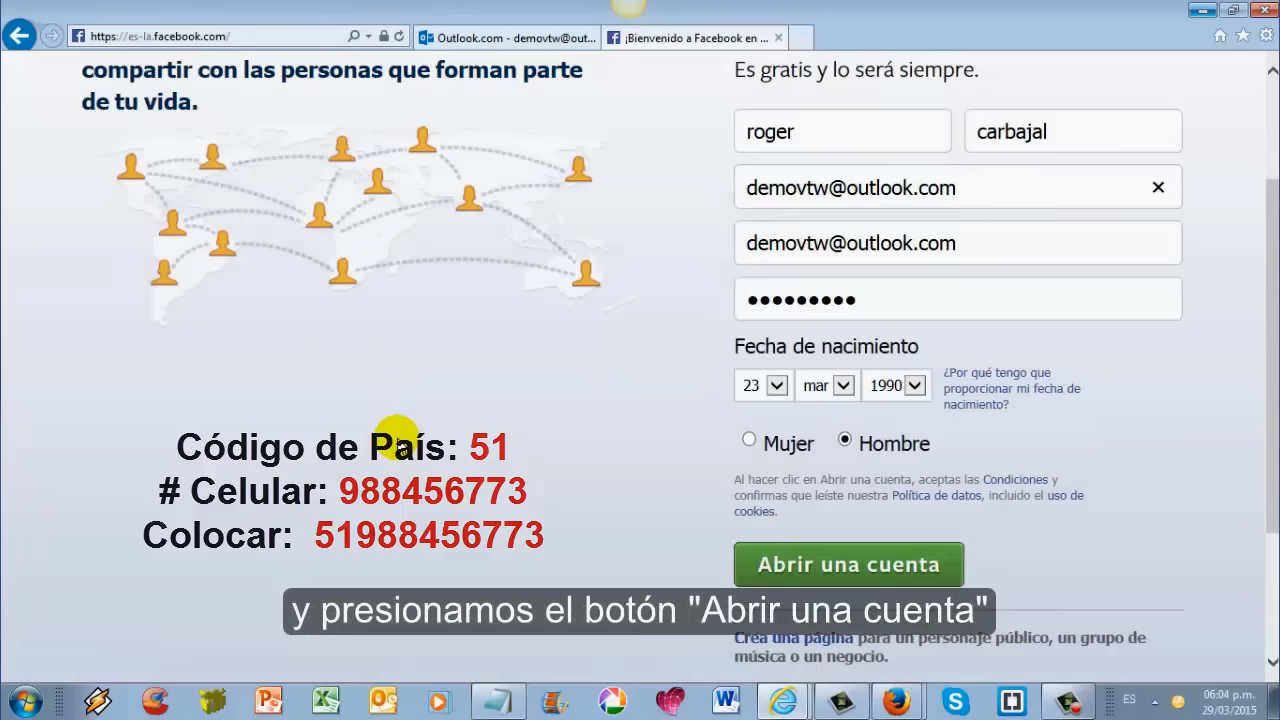 https://es-la.facebook.com/
Outlook.com - demovtw@out...
¡Bienvenido a Facebook en ...
compartir con las personas que forman parte
de tu vida.
Es gratis y lo será siempre.
roger
carbajal
demovtw@outlook.com
demovtw@outlook.com
Fecha de nacimiento
23
mar
1990
¿Por qué tengo que
proporcionar mi fecha de
nacimiento?
Mujer
Hombre
Código de País: 51
# Celular: 988456773
Colocar: 51988456773
Al hacer clic en Abrir una cuenta, aceptas las Condiciones y
confirmas que leíste nuestra Política de datos, incluido el uso de
cookies.
Abrir una cuenta
y presionamos el botón "Abrir una cuenta"
Crea una página para un personaje público, un grupo de
música o un negocio.
ES
06:04 p.m.
29/03/2015